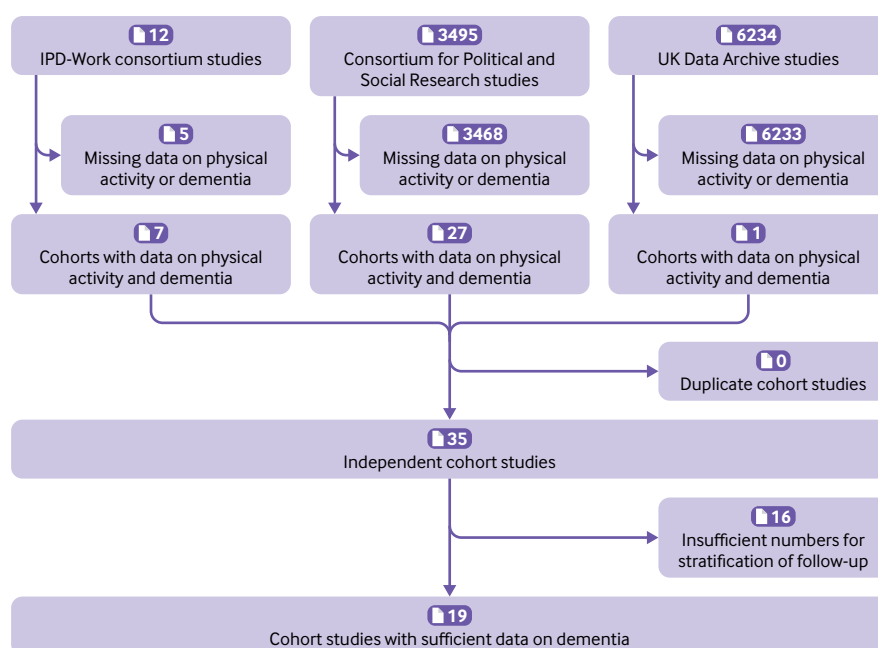 12
IPD-Work consortium studies
3495
Consortium for Political and
Social Research studies
6234
UK Data Archive studies
5
Missing data on physical
activity or dementia
3468
Missing data on physical
activity or dementia
6233
Missing data on physical
activity or dementia
7
Cohorts with data on physical
activity and dementia
27
Cohorts with data on physical
activity and dementia
1
Cohorts with data on physical
activity and dementia
0
Duplicate cohort studies
35
Independent cohort studies
16
Insufficient numbers for
stratification of follow-up
19
Cohort studies with sufficient data on dementia